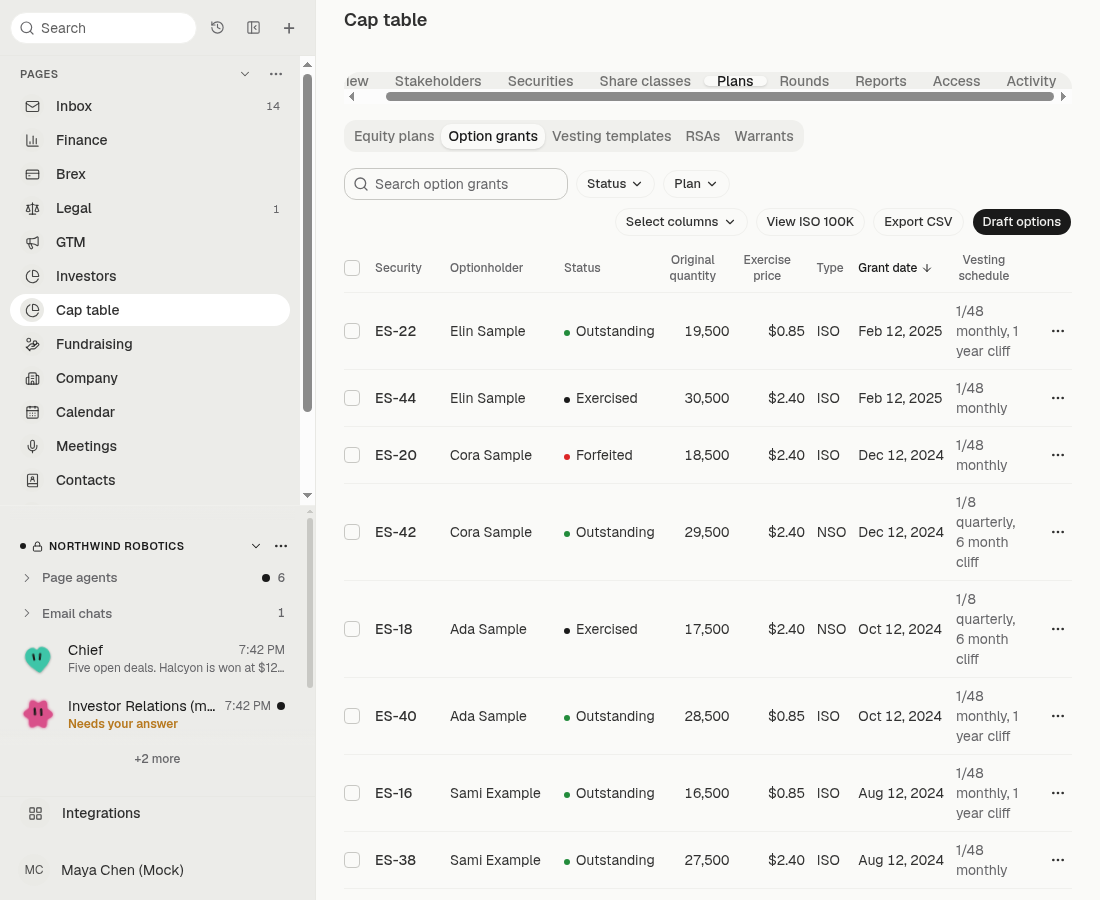 Search
PAGES
Inbox 14
Finance
Brex
Legal 1
GTM
Investors
Cap table
Fundraising
Company
Calendar
Meetings
Contacts
NORTHWIND ROBOTICS
Page agents 6
Email chats 1
Chief 7:42 PM
Five open deals. Halcyon is won at $12...
Investor Relations (m... 7:42 PM
Needs your answer
+2 more
Integrations
MC Maya Chen (Mock)
Cap table
iew Stakeholders Securities Share classes Plans Rounds Reports Access Activity
Equity plans Option grants Vesting templates RSAs Warrants
Search option grants Status Plan
Select columns View ISO 100K Export CSV Draft options
Security Optionholder Status Original quantity Exercise price Type Grant date Vesting schedule
ES-22 Elin Sample Outstanding 19,500 $0.85 ISO Feb 12, 2025 1/48 monthly, 1 year cliff
ES-44 Elin Sample Exercised 30,500 $2.40 ISO Feb 12, 2025 1/48 monthly
ES-20 Cora Sample Forfeited 18,500 $2.40 ISO Dec 12, 2024 1/48 monthly
ES-42 Cora Sample Outstanding 29,500 $2.40 NSO Dec 12, 2024 1/8 quarterly, 6 month cliff
ES-18 Ada Sample Exercised 17,500 $2.40 NSO Oct 12, 2024 1/8 quarterly, 6 month cliff
ES-40 Ada Sample Outstanding 28,500 $0.85 ISO Oct 12, 2024 1/48 monthly, 1 year cliff
ES-16 Sami Example Outstanding 16,500 $0.85 ISO Aug 12, 2024 1/48 monthly, 1 year cliff
ES-38 Sami Example Outstanding 27,500 $2.40 ISO Aug 12, 2024 1/48 monthly